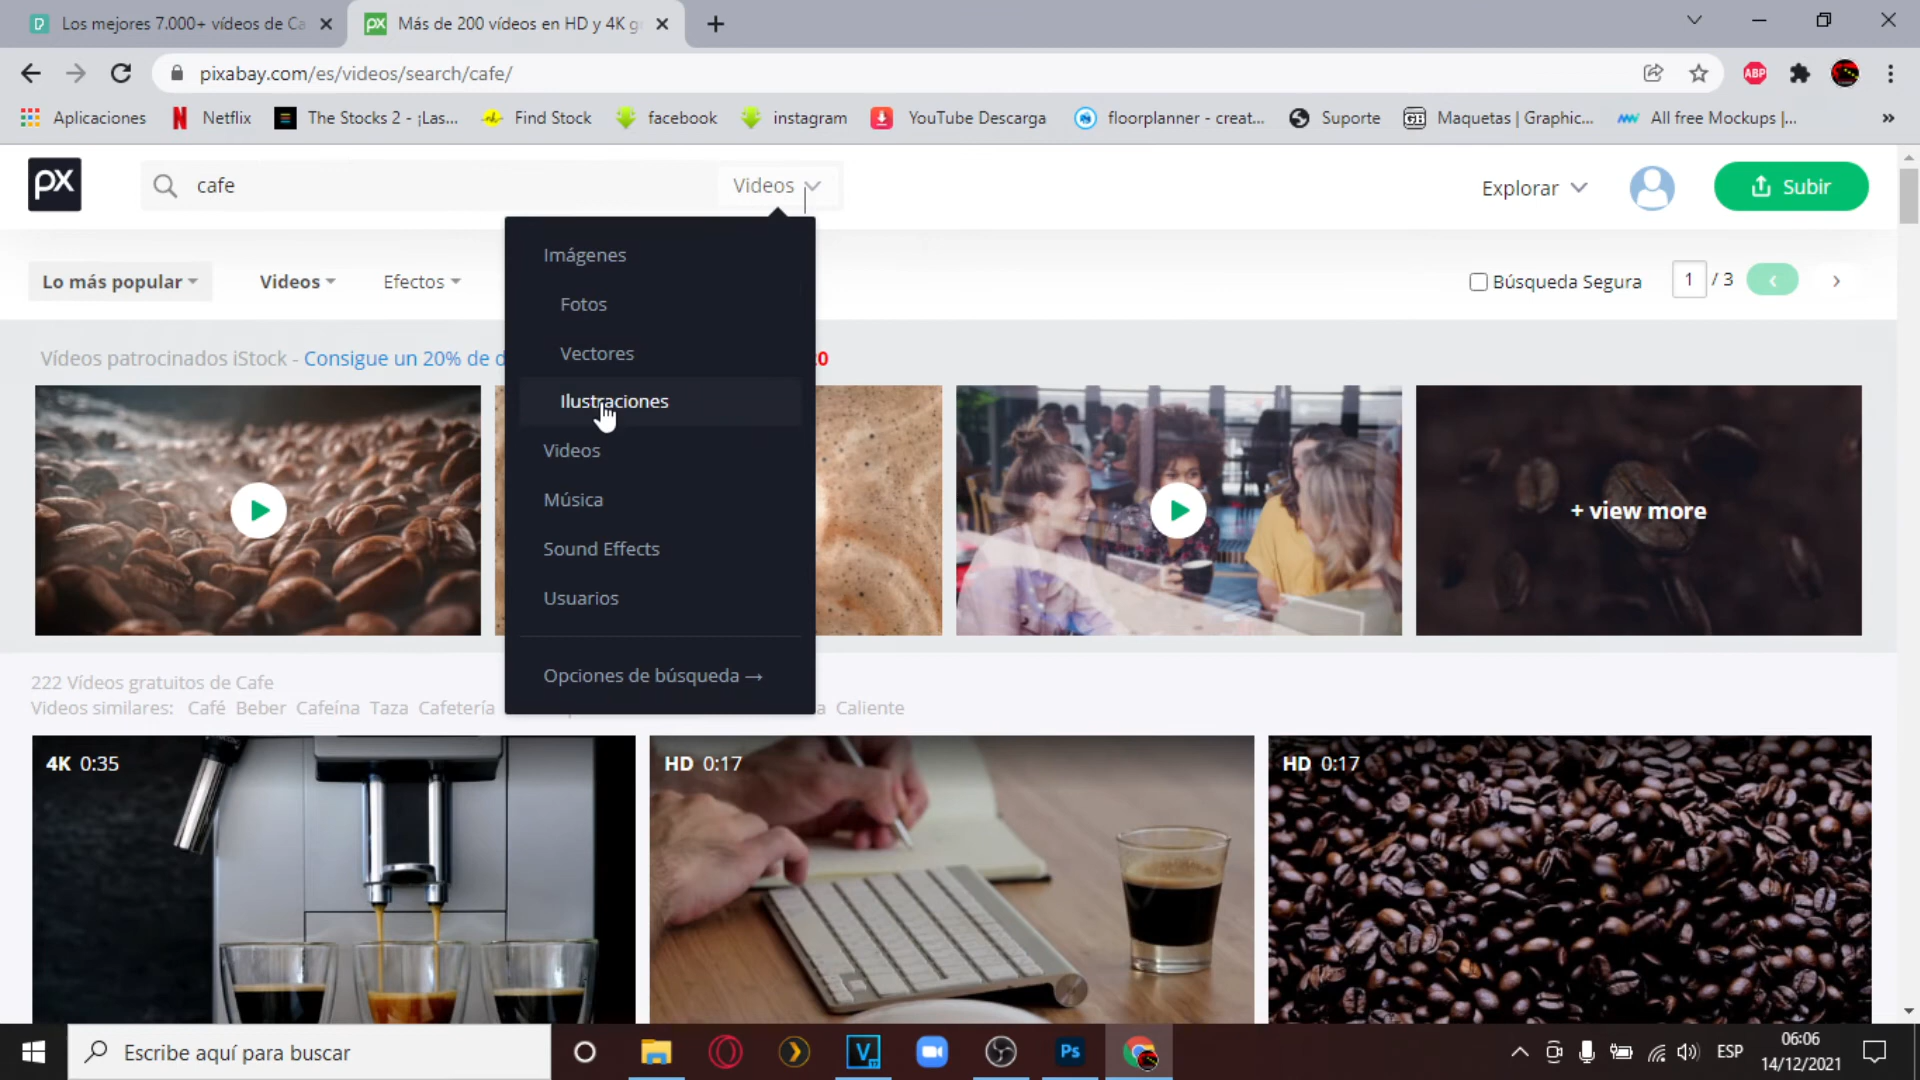 Los mejores 7.000+ vídeos de Ca
Más de 200 vídeos en HD y 4K g
pixabay.com/es/videos/search/cafe/
ABP
Aplicaciones
Netflix
The Stocks 2 - ¡Las...
Find Stock
facebook
instagram
YouTube Descarga
floorplanner - creat...
Suporte
Maquetas | Graphic...
All free Mockups |...
»
px
cafe
Videos
Explorar
Subir
Imágenes
Fotos
Vectores
Ilustraciones
Videos
Música
Sound Effects
Usuarios
Opciones de búsqueda →
Lo más popular
Videos
Efectos
Búsqueda Segura
1 / 3
Vídeos patrocinados iStock - Consigue un 20% de d
20
+ view more
222 Vídeos gratuitos de Cafe
Videos similares: Café Beber Cafeína Taza Cafetería
Caliente
4K 0:35
HD 0:17
HD 0:17
Escribe aquí para buscar
Ps
ESP
06:06
14/12/2021